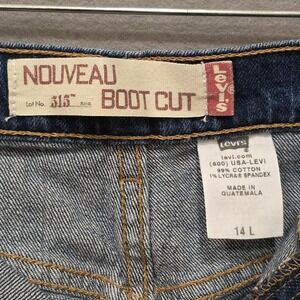 NOUVEAU
Lot No. 515™
BOOT CUT
Levi's®
Levi's
levi.com
(800) USA-LEVI
99% COTTON
1% LYCRA® SPANDEX
MADE IN
GUATEMALA
14 L